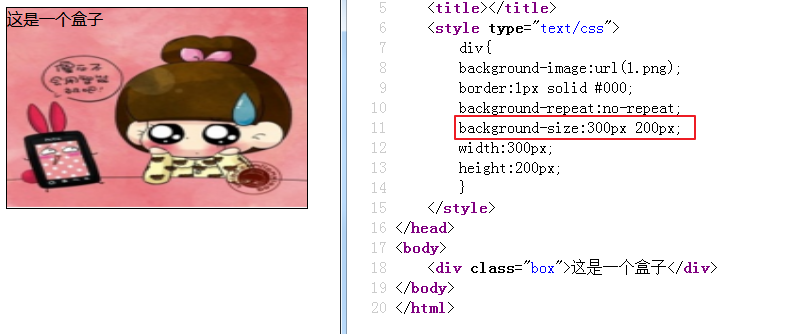 这是一个盒子
5 <title></title>
6 <style type="text/css">
7 div{
8 background-image:url(1.png);
9 border:1px solid #000;
10 background-repeat:no-repeat;
11 background-size:300px 200px;
12 width:300px;
13 height:200px;
14 }
15 </style>
16 </head>
17 <body>
18 <div class="box">这是一个盒子</div>
19 </body>
20 </html>